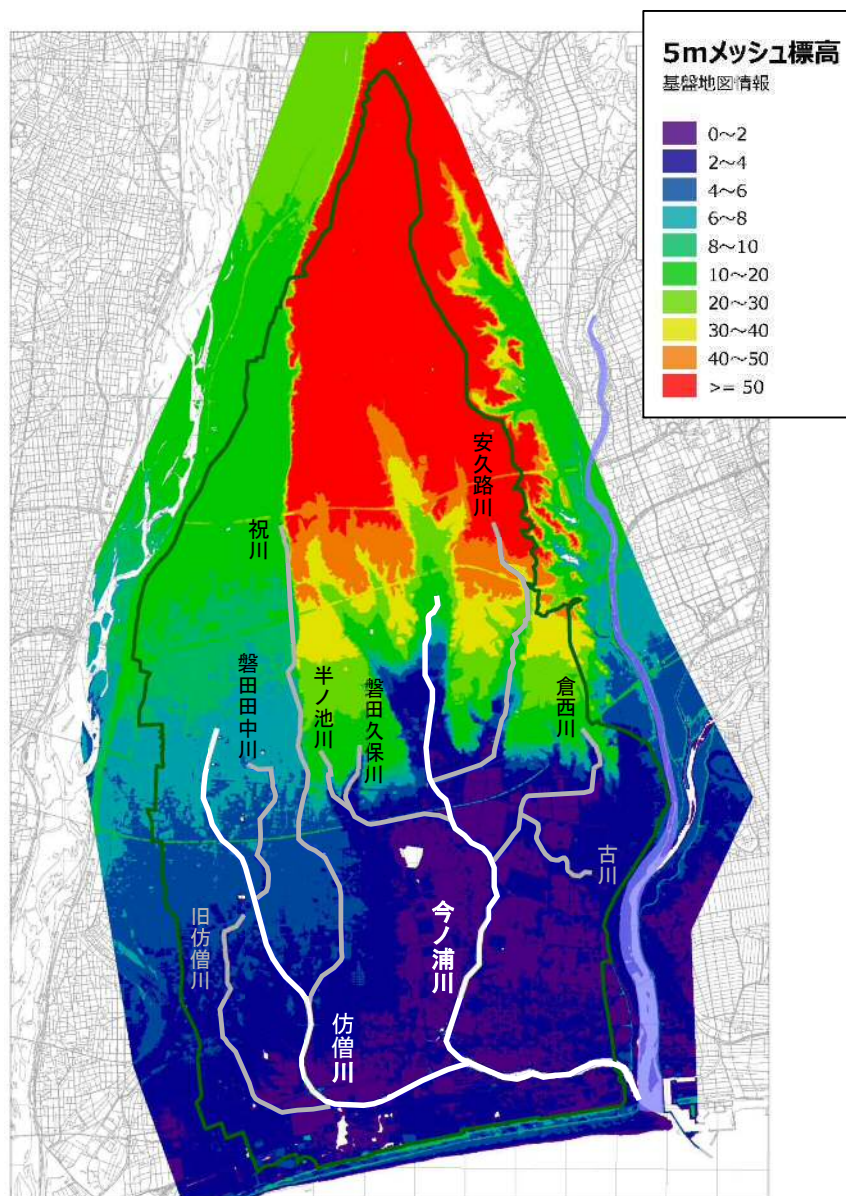 5mメッシュ標高
基盤地図情報
0～2
2～4
4～6
6～8
8～10
10～20
20～30
30～40
40～50
>= 50
安久路川
祝川
磐田田中川
半ノ池川
磐田久保川
倉西川
古川
旧仿僧川
今ノ浦川
仿僧川